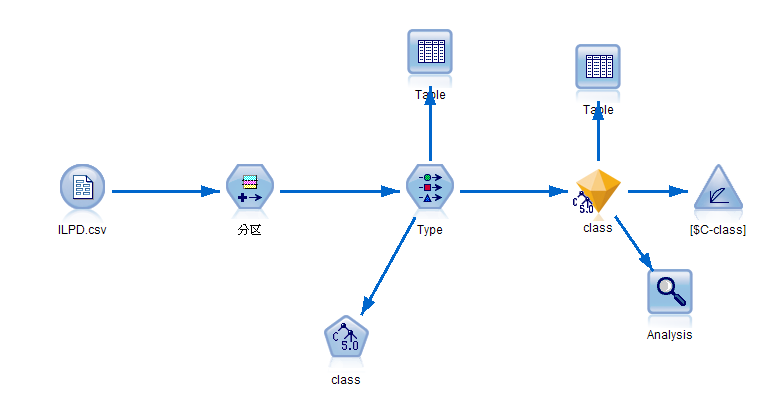 Table
Table
ILPD.csv
分区
Type
C
5.0
class
[$C-class]
C
5.0
class
Analysis